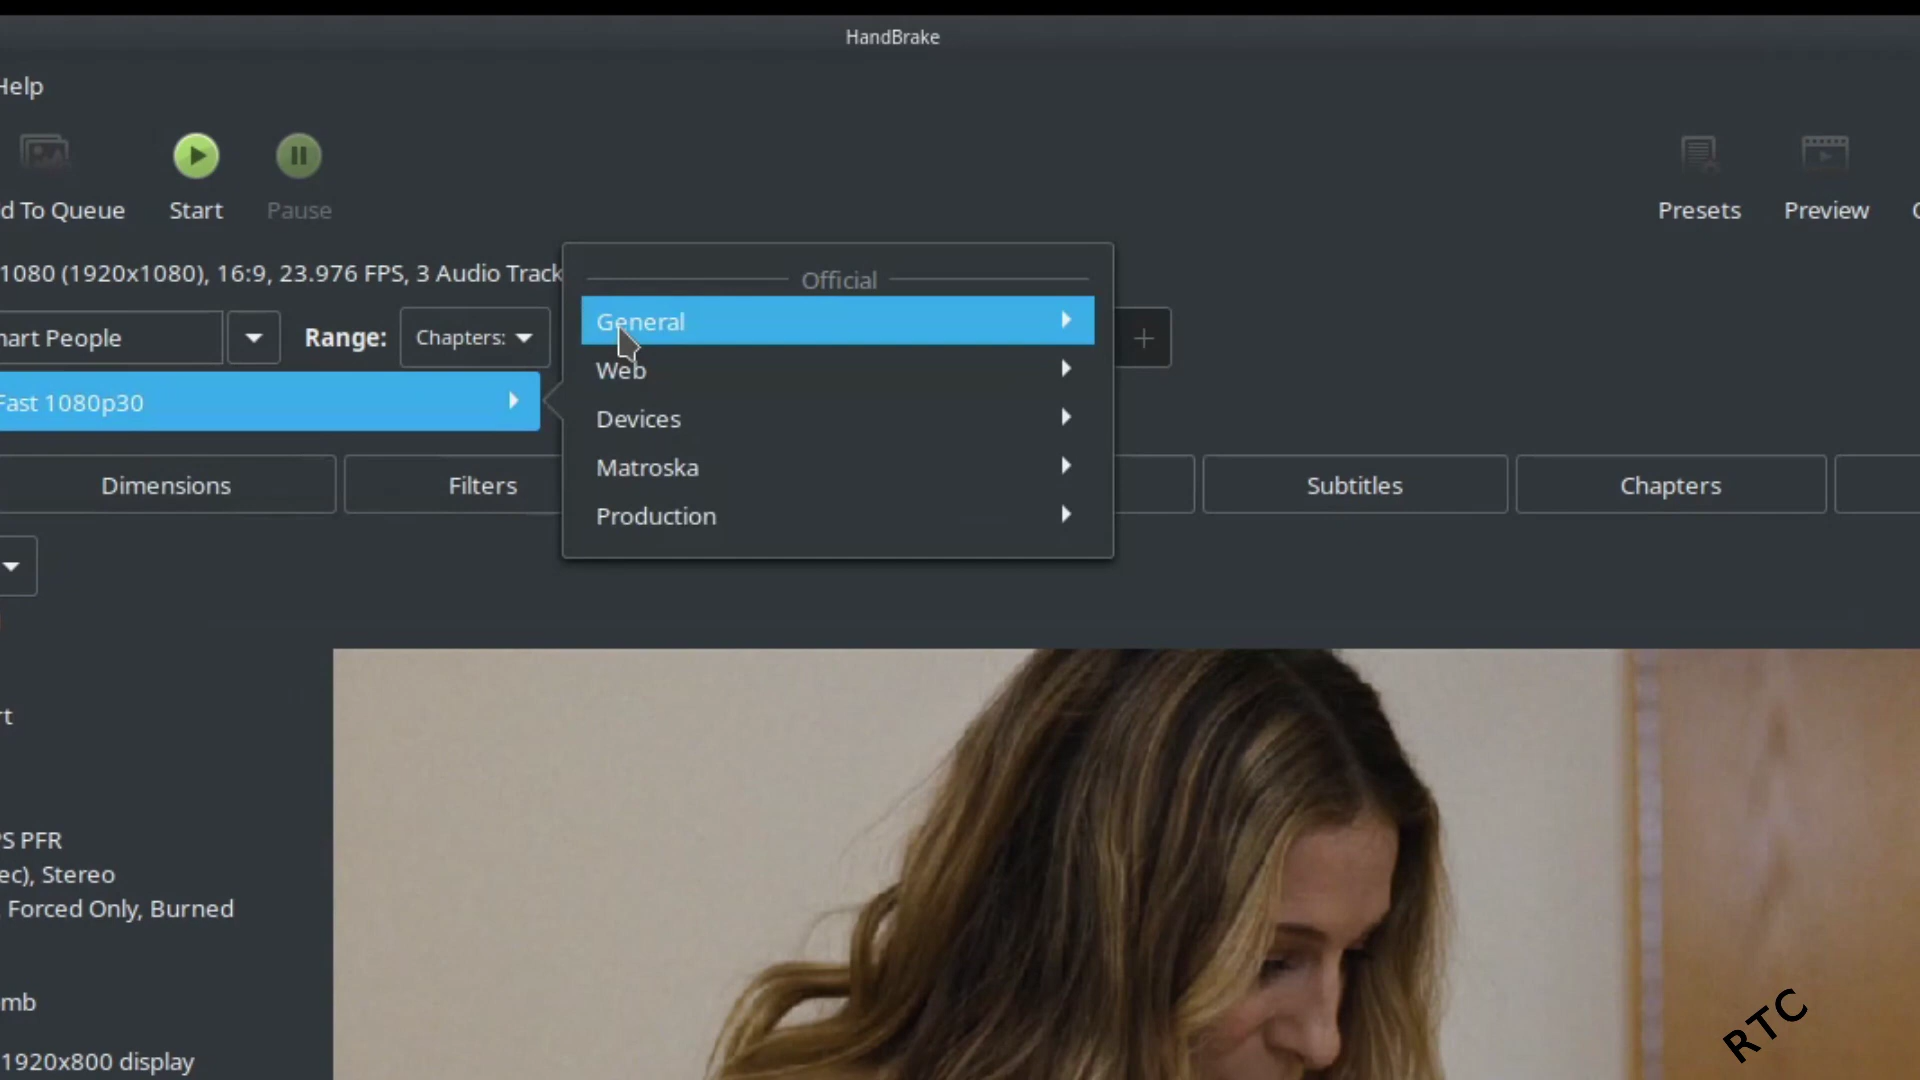 HandBrake
Help
d To Queue
Start
Pause
Presets
Preview
1080 (1920x1080), 16:9, 23.976 FPS, 3 Audio Track
Official
General
Web
Devices
Matroska
Production
nart People
Range:
Chapters:
+
Fast 1080p30
Dimensions
Filters
Subtitles
Chapters
rt
S PFR
ec), Stereo
Forced Only, Burned
mb
1920x800 display
RTC